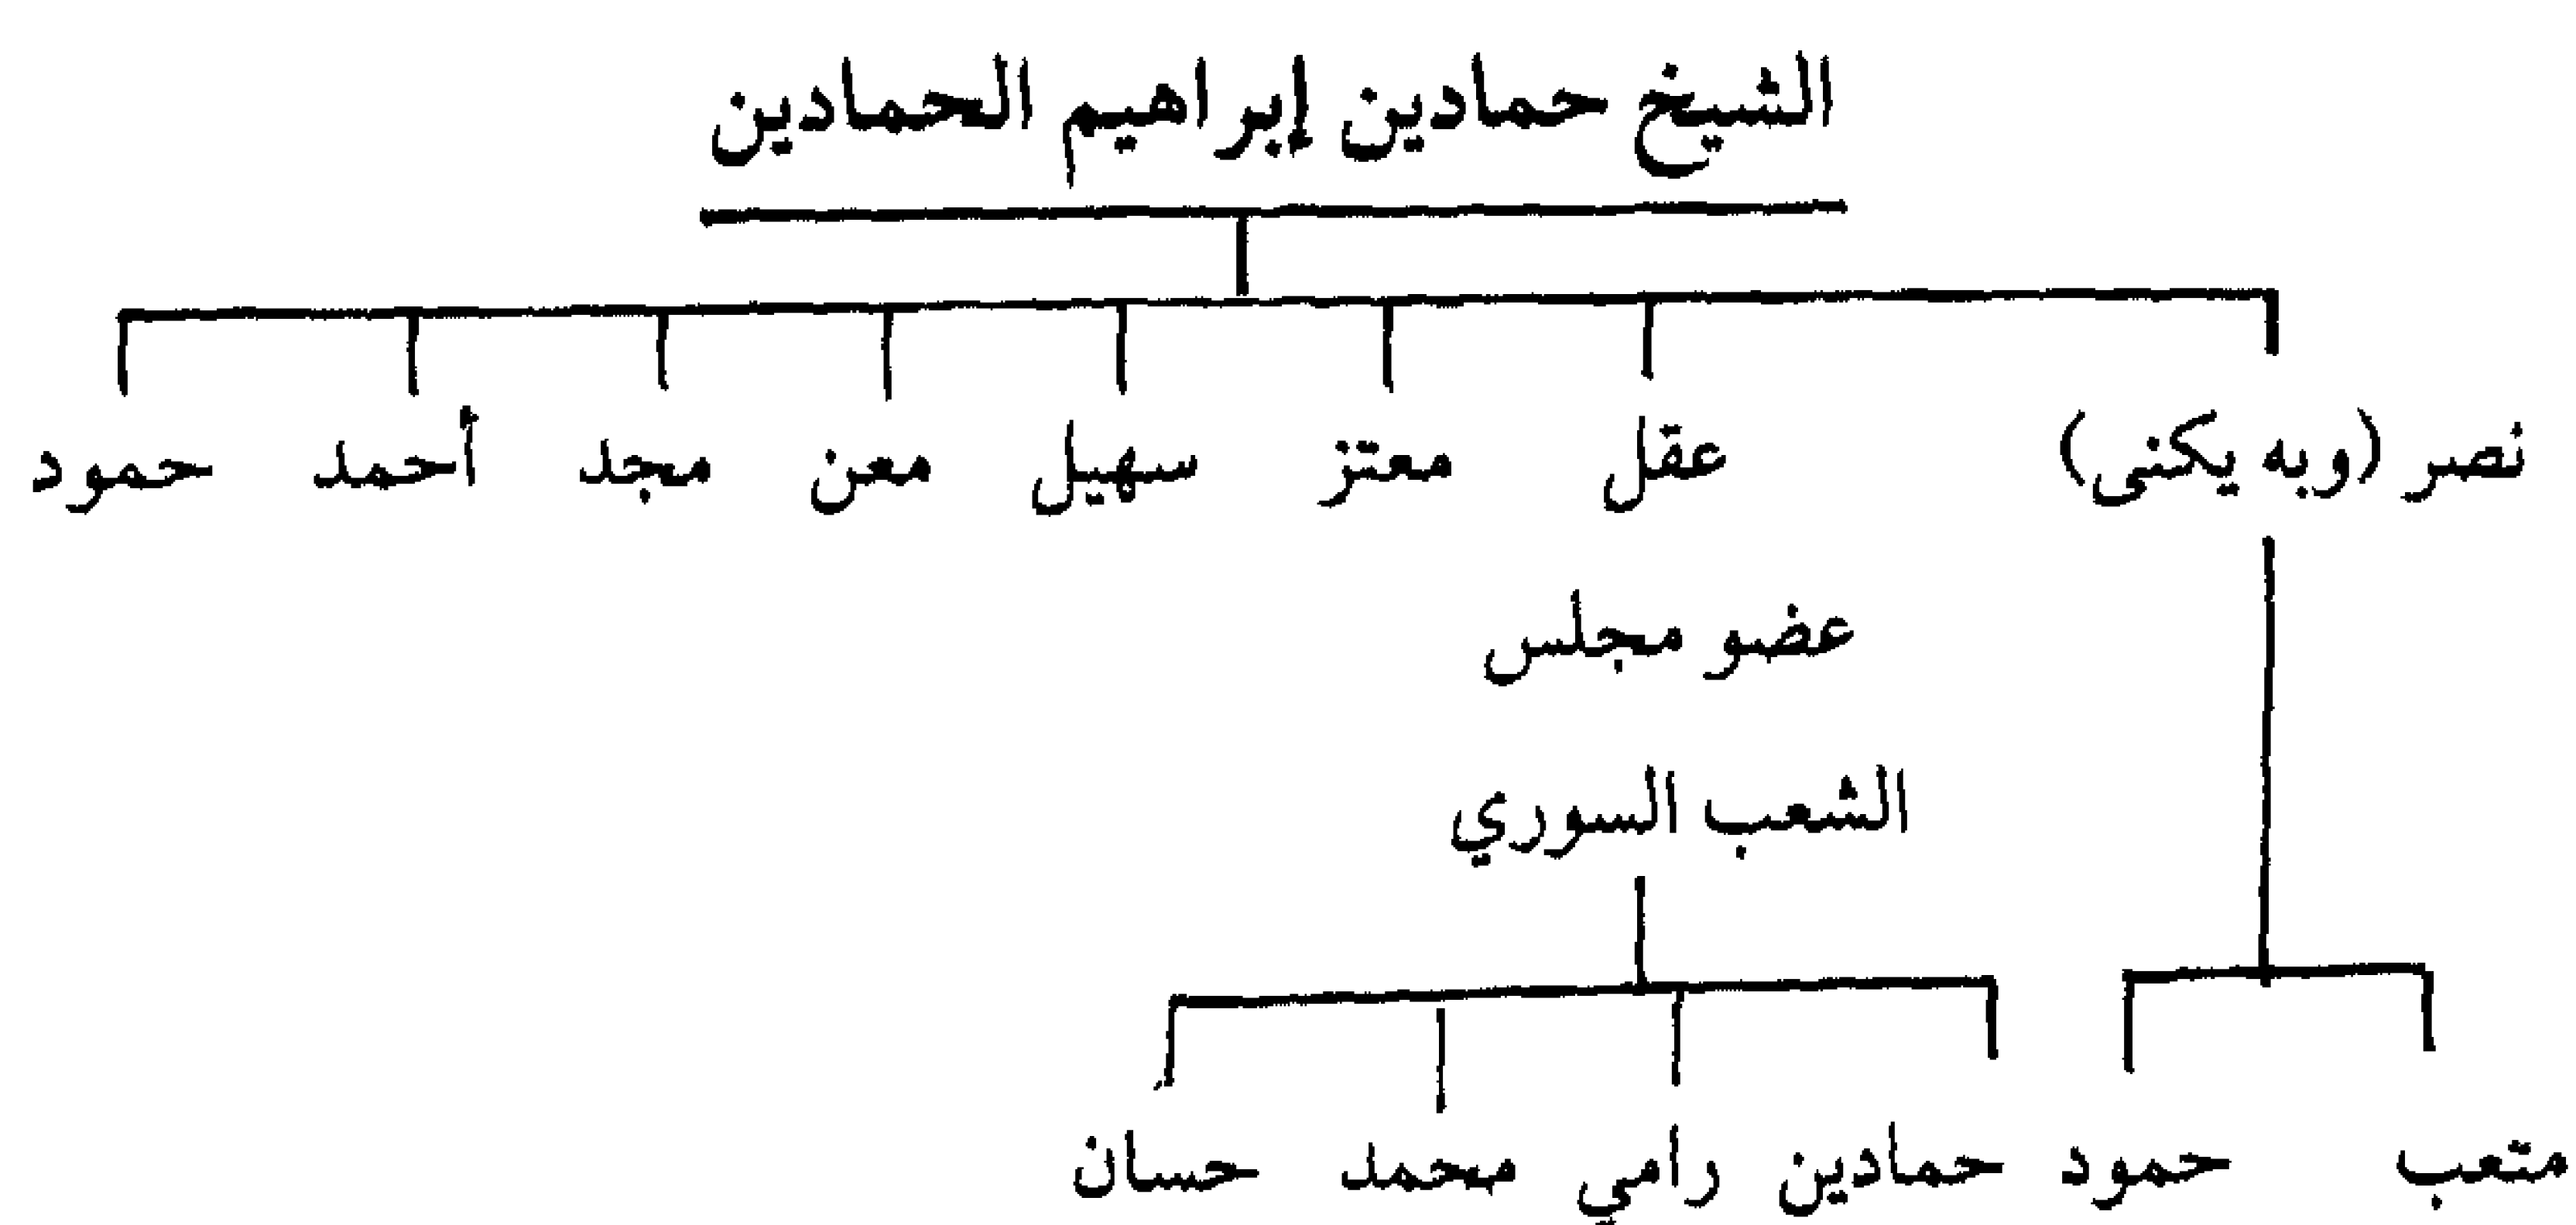 الشيخ حمادين إبراهيم الحمادين
نصر (وبه يكنى) عقل معتز سهيل معن مجد أحمد حمود
عضو مجلس
الشعب السوري
متعب حمود حمادين رامي محمد حسان